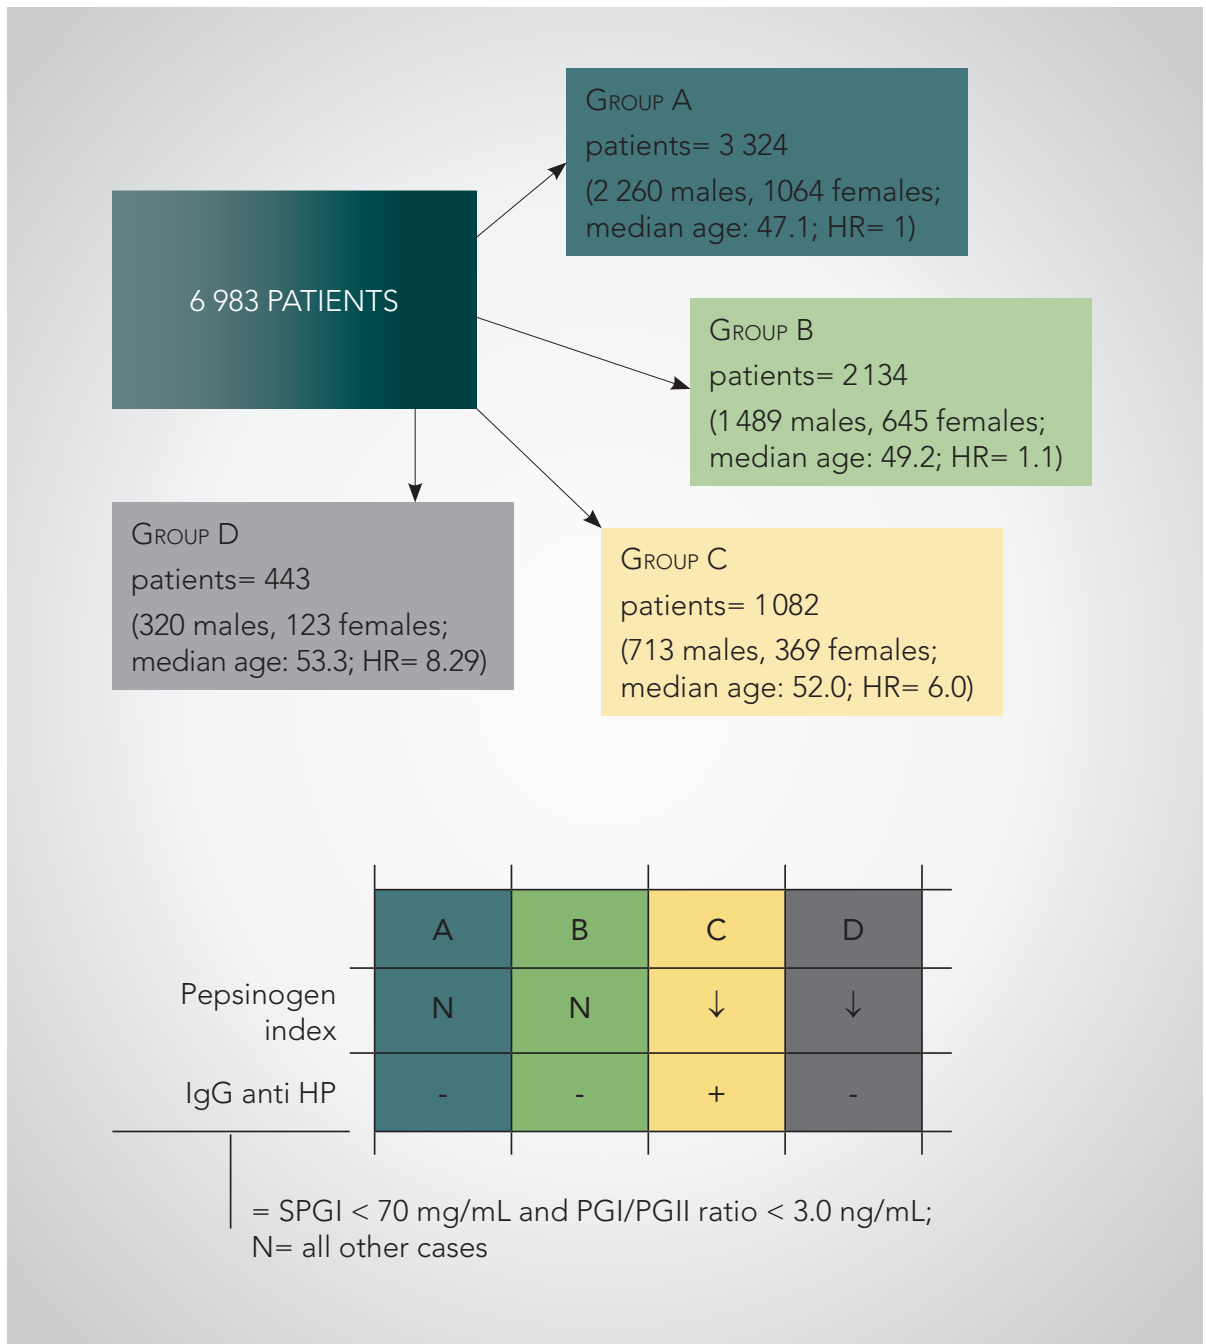 6 983 PATIENTS
GROUP A
patients= 3 324
(2 260 males, 1064 females;
median age: 47.1; HR= 1)
GROUP B
patients= 2 134
(1 489 males, 645 females;
median age: 49.2; HR= 1.1)
GROUP D
patients= 443
(320 males, 123 females;
median age: 53.3; HR= 8.29)
GROUP C
patients= 1 082
(713 males, 369 females;
median age: 52.0; HR= 6.0)
A B C D
Pepsinogen
index
N N ↓ ↓
IgG anti HP - - + -
= SPGI < 70 mg/mL and PGI/PGII ratio < 3.0 ng/mL;
N= all other cases